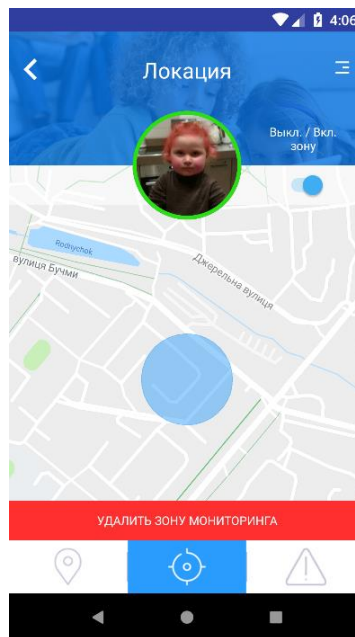 4:06
Локация
Выкл. / Вкл.
зону
Rodnychok
вулиця Бучми
Джерельна вулиця
УДАЛИТЬ ЗОНУ МОНИТОРИНГА